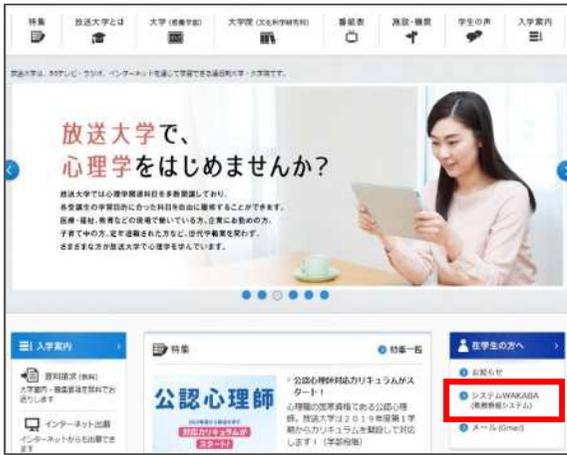 特集
放送大学とは
大学 (教養学部)
大学院 (文化科学研究科)
番組表
施設・機関
学生の声
入学案内
放送大学は、BSテレビ・ラジオ、インターネットを通じて学習できる通信制大学・大学院です。
放送大学で、
心理学をはじめませんか?
放送大学では心理学関連科目を多数開講しており、
各受講生の学習目的に合った科目を自由に履修することができます。
医療・福祉、教育などの現場で働いている方、企業にお勤めの方、
子育て中の方、定年退職された方など、世代や職業を問わず、
さまざまな方が放送大学で心理学を学んでいます。
入学案内
資料請求 (無料)
大学案内・募集要項を無料でお
送りします
インターネット出願
インターネットからも出願でき
ます
特集
特集一覧
公認心理師
対応カリキュラムが
スタート!
公認心理師対応カリキュラムがス
タート!
心理職の国家資格である公認心理
師。放送大学は2019年度第1学
期からカリキュラムを開設して対応
します! (学部段階)
在学生の方へ
お知らせ
システムWAKABA
(教務情報システム)
メール (Gmail)